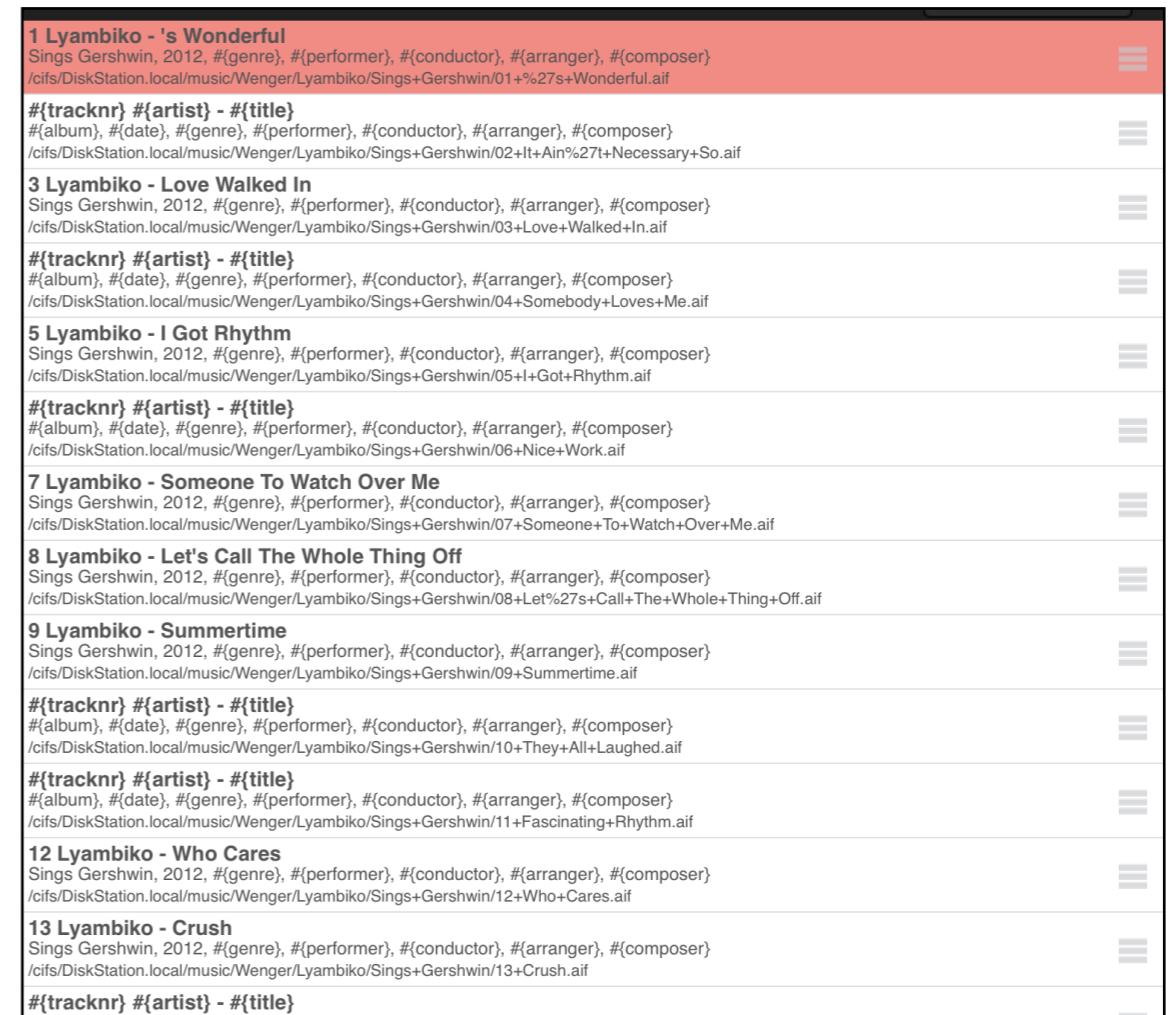 1 Lyambiko - 's Wonderful
Sings Gershwin, 2012, #{genre}, #{performer}, #{conductor}, #{arranger}, #{composer}
/cifs/DiskStation.local/music/Wenger/Lyambiko/Sings+Gershwin/01+%27s+Wonderful.aif
#{tracknr} #{artist} - #{title}
#{album}, #{date}, #{genre}, #{performer}, #{conductor}, #{arranger}, #{composer}
/cifs/DiskStation.local/music/Wenger/Lyambiko/Sings+Gershwin/02+It+Ain%27t+Necessary+So.aif
3 Lyambiko - Love Walked In
Sings Gershwin, 2012, #{genre}, #{performer}, #{conductor}, #{arranger}, #{composer}
/cifs/DiskStation.local/music/Wenger/Lyambiko/Sings+Gershwin/03+Love+Walked+In.aif
#{tracknr} #{artist} - #{title}
#{album}, #{date}, #{genre}, #{performer}, #{conductor}, #{arranger}, #{composer}
/cifs/DiskStation.local/music/Wenger/Lyambiko/Sings+Gershwin/04+Somebody+Loves+Me.aif
5 Lyambiko - I Got Rhythm
Sings Gershwin, 2012, #{genre}, #{performer}, #{conductor}, #{arranger}, #{composer}
/cifs/DiskStation.local/music/Wenger/Lyambiko/Sings+Gershwin/05+I+Got+Rhythm.aif
#{tracknr} #{artist} - #{title}
#{album}, #{date}, #{genre}, #{performer}, #{conductor}, #{arranger}, #{composer}
/cifs/DiskStation.local/music/Wenger/Lyambiko/Sings+Gershwin/06+Nice+Work.aif
7 Lyambiko - Someone To Watch Over Me
Sings Gershwin, 2012, #{genre}, #{performer}, #{conductor}, #{arranger}, #{composer}
/cifs/DiskStation.local/music/Wenger/Lyambiko/Sings+Gershwin/07+Someone+To+Watch+Over+Me.aif
8 Lyambiko - Let's Call The Whole Thing Off
Sings Gershwin, 2012, #{genre}, #{performer}, #{conductor}, #{arranger}, #{composer}
/cifs/DiskStation.local/music/Wenger/Lyambiko/Sings+Gershwin/08+Let%27s+Call+The+Whole+Thing+Off.aif
9 Lyambiko - Summertime
Sings Gershwin, 2012, #{genre}, #{performer}, #{conductor}, #{arranger}, #{composer}
/cifs/DiskStation.local/music/Wenger/Lyambiko/Sings+Gershwin/09+Summertime.aif
#{tracknr} #{artist} - #{title}
#{album}, #{date}, #{genre}, #{performer}, #{conductor}, #{arranger}, #{composer}
/cifs/DiskStation.local/music/Wenger/Lyambiko/Sings+Gershwin/10+They+All+Laughed.aif
#{tracknr} #{artist} - #{title}
#{album}, #{date}, #{genre}, #{performer}, #{conductor}, #{arranger}, #{composer}
/cifs/DiskStation.local/music/Wenger/Lyambiko/Sings+Gershwin/11+Fascinating+Rhythm.aif
12 Lyambiko - Who Cares
Sings Gershwin, 2012, #{genre}, #{performer}, #{conductor}, #{arranger}, #{composer}
/cifs/DiskStation.local/music/Wenger/Lyambiko/Sings+Gershwin/12+Who+Cares.aif
13 Lyambiko - Crush
Sings Gershwin, 2012, #{genre}, #{performer}, #{conductor}, #{arranger}, #{composer}
/cifs/DiskStation.local/music/Wenger/Lyambiko/Sings+Gershwin/13+Crush.aif
#{tracknr} #{artist} - #{title}